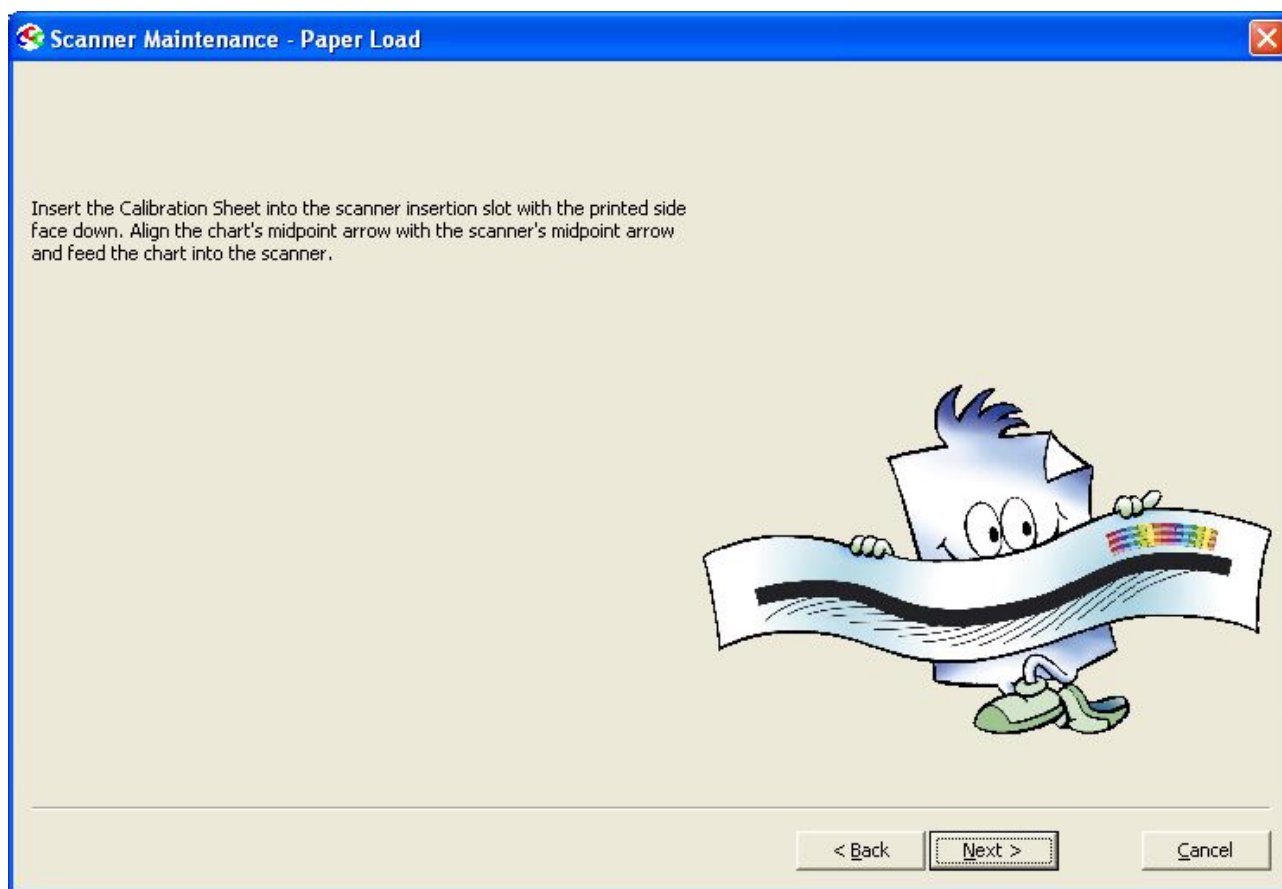 Scanner Maintenance - Paper Load
Insert the Calibration Sheet into the scanner insertion slot with the printed side
face down. Align the chart's midpoint arrow with the scanner's midpoint arrow
and feed the chart into the scanner.
< Back
Next >
Cancel